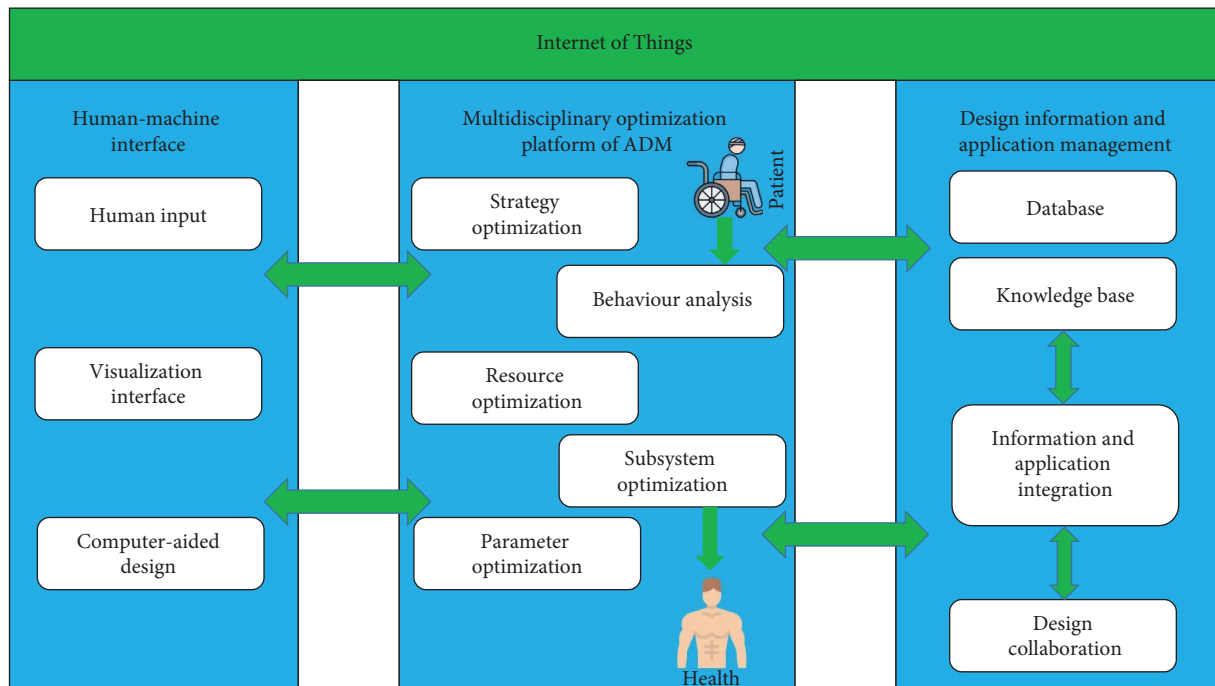 Internet of Things
Human-machine
interface
Human input
Visualization
interface
Computer-aided
design
Multidisciplinary optimization
platform of ADM
Patient
Strategy
optimization
Behaviour analysis
Resource
optimization
Subsystem
optimization
Parameter
optimization
Health
Design information and
application management
Database
Knowledge base
Information and
application
integration
Design
collaboration